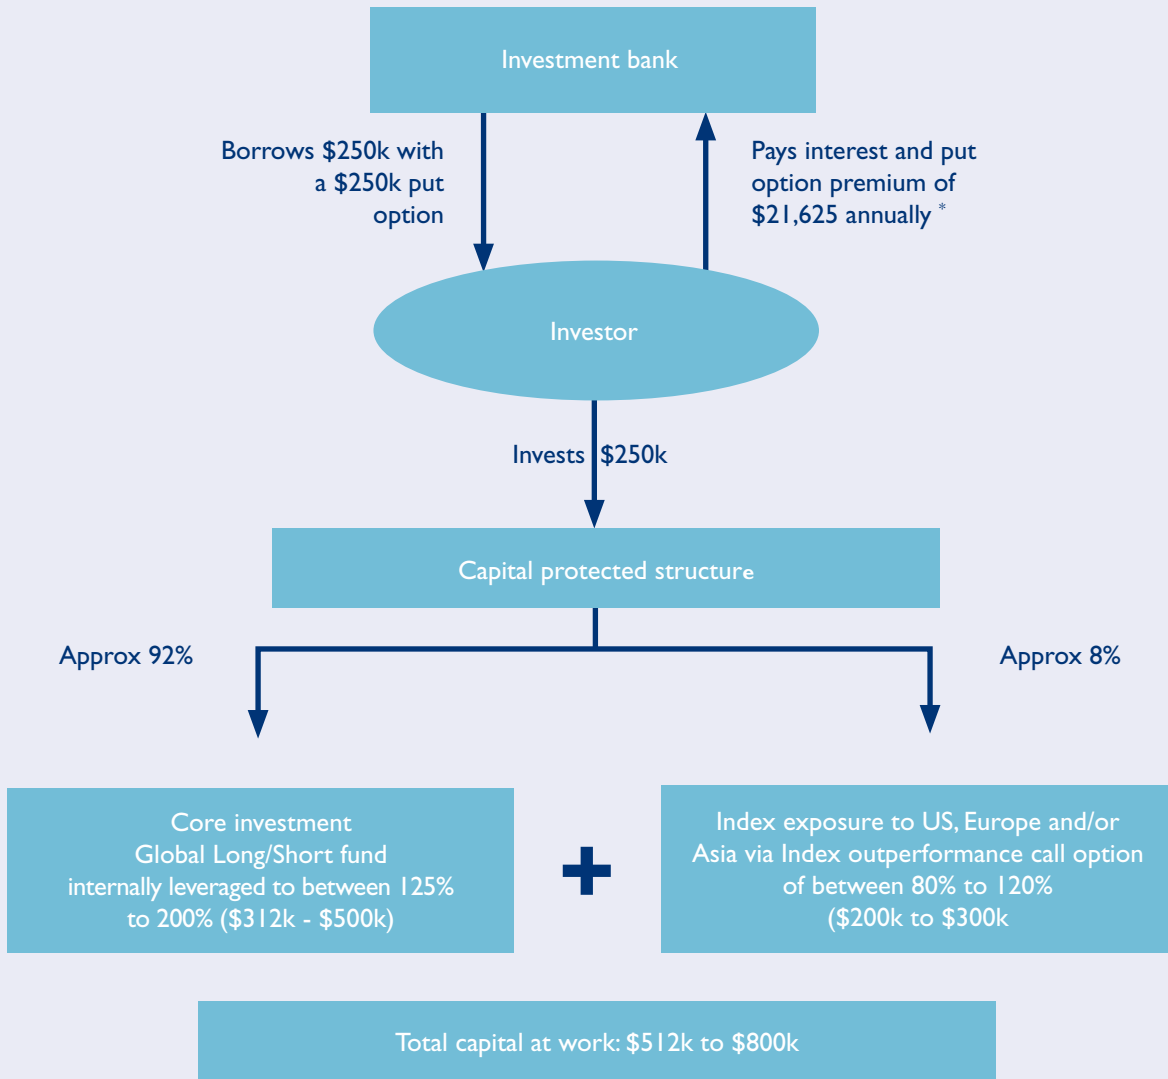 Investment bank
Borrows $250k with
a $250k put
option
Pays interest and put
option premium of
$21,625 annually *
Investor
Invests $250k
Capital protected structure
Approx 92%
Approx 8%
Core investment
Global Long/Short fund
internally leveraged to between 125%
to 200% ($312k - $500k)
+
Index exposure to US, Europe and/or
Asia via Index outperformance call option
of between 80% to 120%
($200k to $300k
Total capital at work: $512k to $800k